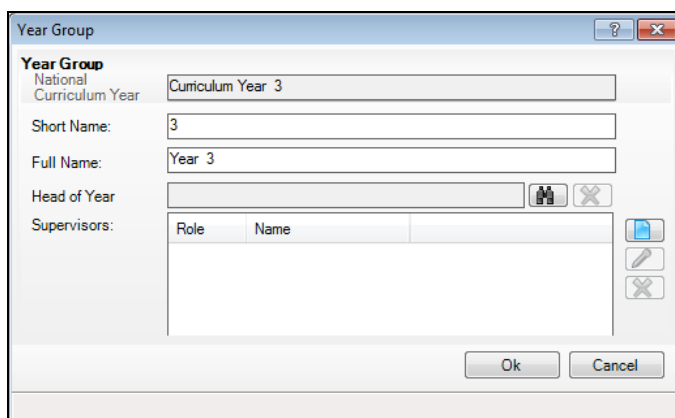 Year Group
Year Group
National
Curriculum Year
Curriculum Year 3
Short Name:
3
Full Name:
Year 3
Head of Year
Supervisors:
Role Name
Ok Cancel